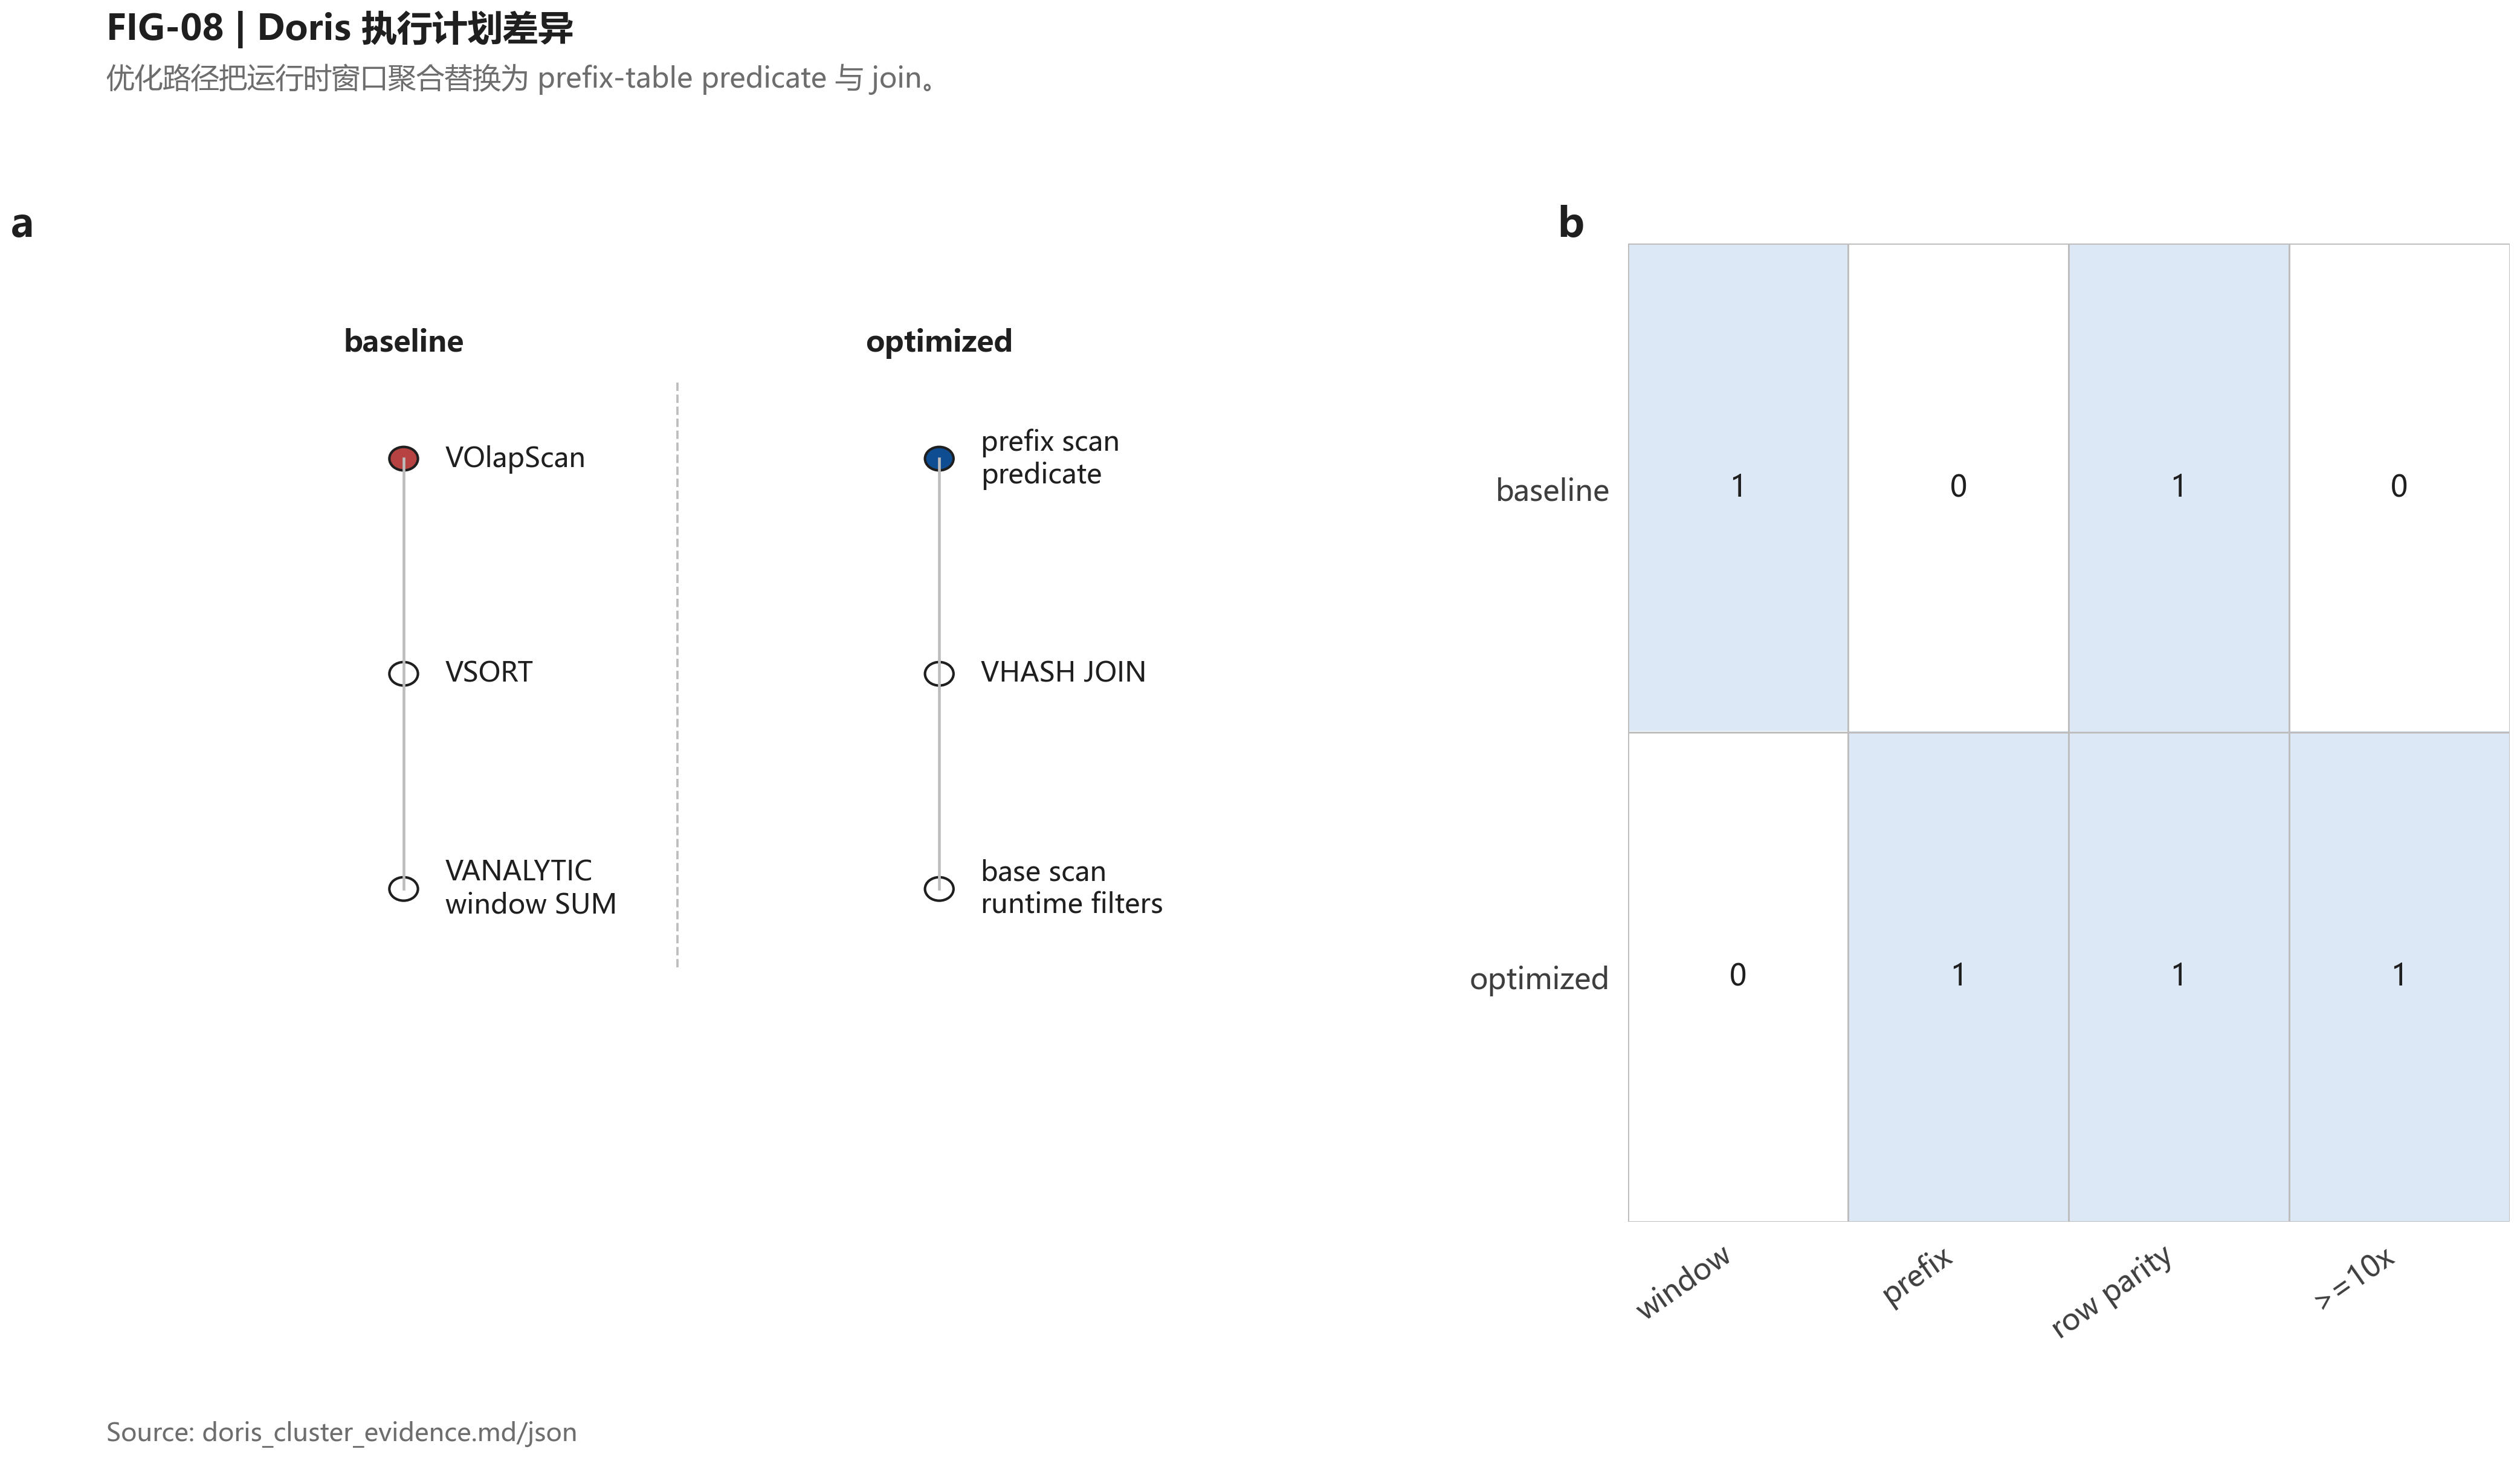 FIG-08 | Doris 执行计划差异
优化路径把运行时窗口聚合替换为 prefix-table predicate 与 join。
a
baseline
optimized
VOlapScan
prefix scan
predicate
VSORT
VHASH JOIN
VANALYTIC
window SUM
base scan
runtime filters
b
baseline
1
0
1
0
optimized
0
1
1
1
window
prefix
row parity
>=10x
Source: doris_cluster_evidence.md/json